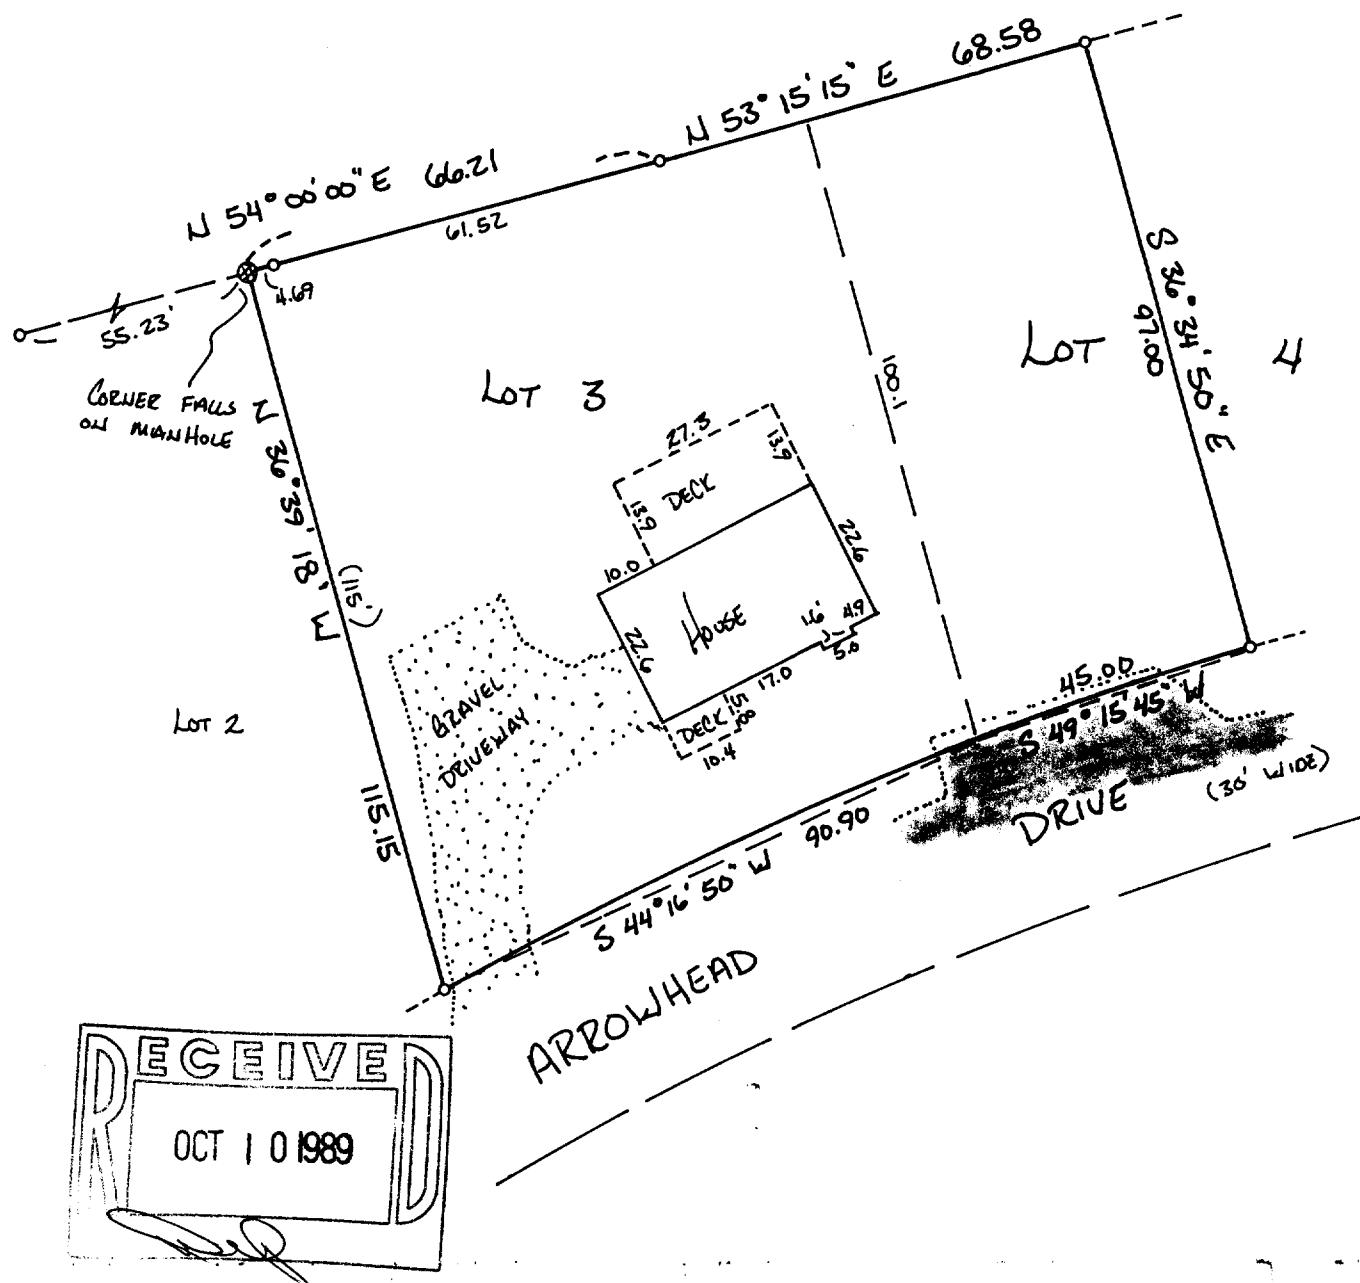 N 53° 15' 15" E 68.58
N 54° 00' 00" E 66.21
61.52
4.69
55.23'
CORNER FALLS
ON MANHOLE
N 36° 39' 18' E
(115')
115.15
LOT 3
LOT 4
LOT 2
100.1
S 36° 34' 50" E
97.00
27.3
13.9
DECK
13.9
10.0
22.6
HOUSE
22.6
1.6'
4.9
5.0
17.0
DECK
10.4
GRAVEL
DRIVEWAY
45.00
S 49° 15' 45" W
90.90
S 44° 16' 50" W
ARROWHEAD DRIVE
(30' WIDE)
RECEIVED
OCT 10 1989